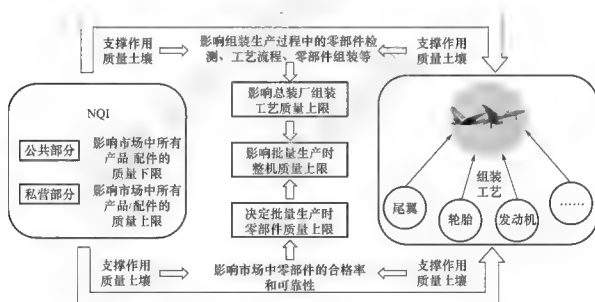 支撑作用
质量土壤
影响组装生产过程中的零部件检
测、工艺流程、零部件组装等
支撑作用
质量土壤
NQI
公共部分
影响市场中所有
产品 配件的
质量下限
私营部分
影响市场中所有
产品/配件的
质量上限
影响总装厂组装
工艺质量上限
影响批量生产时
整机质量上限
决定批量生产时
零部件质量上限
组装
工艺
尾翼
轮胎
发动机
……
支撑作用
质量土壤
影响市场中零部件的合格率
和可靠性
支撑作用
质量土壤